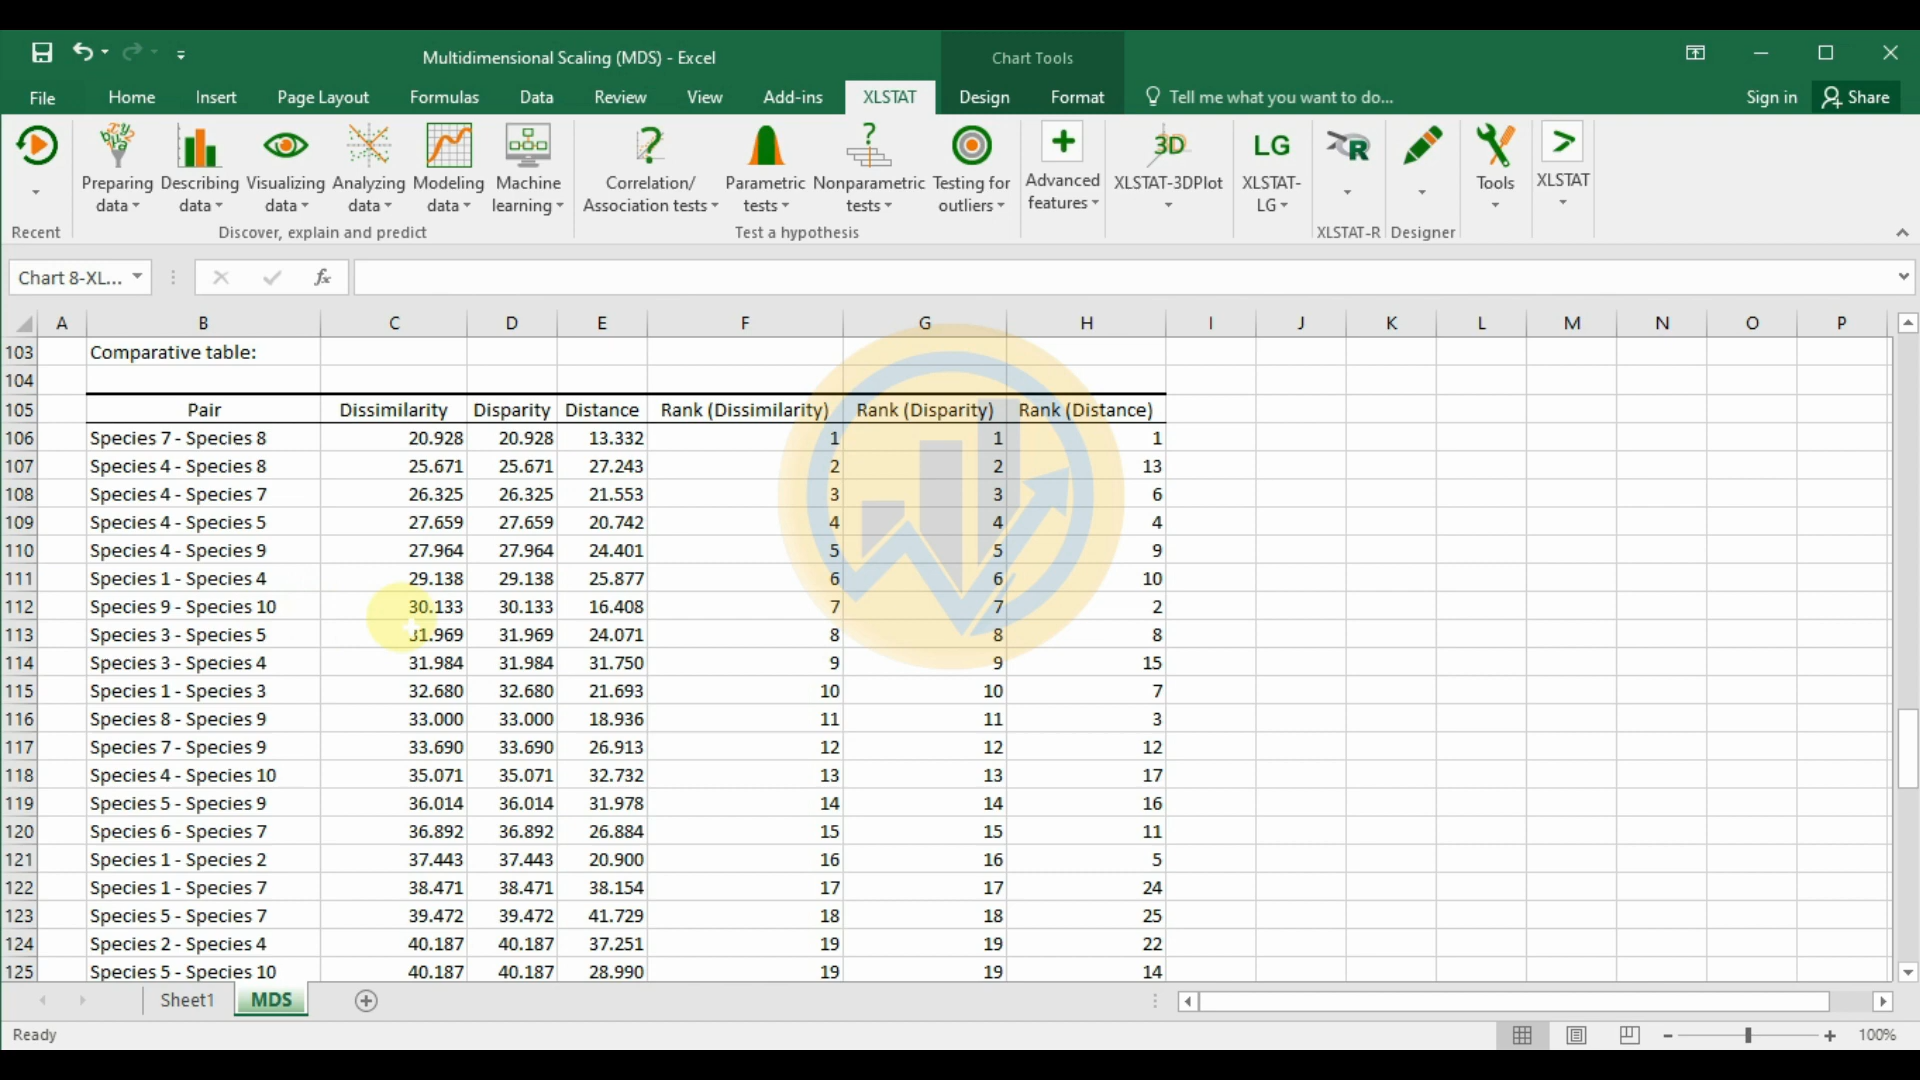 Multidimensional Scaling (MDS) - Excel
Chart Tools
File Home Insert Page Layout Formulas Data Review View Add-ins XLSTAT Design Format Tell me what you want to do... Sign in Share
Preparing data Describing data Visualizing data Analyzing data Modeling data Machine learning Correlation/ Association tests Parametric tests Nonparametric tests Testing for outliers Advanced features 3D XLSTAT-3DPlot LG XLSTAT-LG R Tools XLSTAT
Recent Discover, explain and predict Test a hypothesis XLSTAT-R Designer
Chart 8-XL... fx
A B C D E F G H I J K L M N O P
103 Comparative table:
104
105 Pair Dissimilarity Disparity Distance Rank (Dissimilarity) Rank (Disparity) Rank (Distance)
106 Species 7 - Species 8 20.928 20.928 13.332 1 1 1
107 Species 4 - Species 8 25.671 25.671 27.243 2 2 13
108 Species 4 - Species 7 26.325 26.325 21.553 3 3 6
109 Species 4 - Species 5 27.659 27.659 20.742 4 4 4
110 Species 4 - Species 9 27.964 27.964 24.401 5 5 9
111 Species 1 - Species 4 29.138 29.138 25.877 6 6 10
112 Species 9 - Species 10 30.133 30.133 16.408 7 7 2
113 Species 3 - Species 5 31.969 31.969 24.071 8 8 8
114 Species 3 - Species 4 31.984 31.984 31.750 9 9 15
115 Species 1 - Species 3 32.680 32.680 21.693 10 10 7
116 Species 8 - Species 9 33.000 33.000 18.936 11 11 3
117 Species 7 - Species 9 33.690 33.690 26.913 12 12 12
118 Species 4 - Species 10 35.071 35.071 32.732 13 13 17
119 Species 5 - Species 9 36.014 36.014 31.978 14 14 16
120 Species 6 - Species 7 36.892 36.892 26.884 15 15 11
121 Species 1 - Species 2 37.443 37.443 20.900 16 16 5
122 Species 1 - Species 7 38.471 38.471 38.154 17 17 24
123 Species 5 - Species 7 39.472 39.472 41.729 18 18 25
124 Species 2 - Species 4 40.187 40.187 37.251 19 19 22
125 Species 5 - Species 10 40.187 40.187 28.990 19 19 14
Sheet1 MDS
Ready 100%